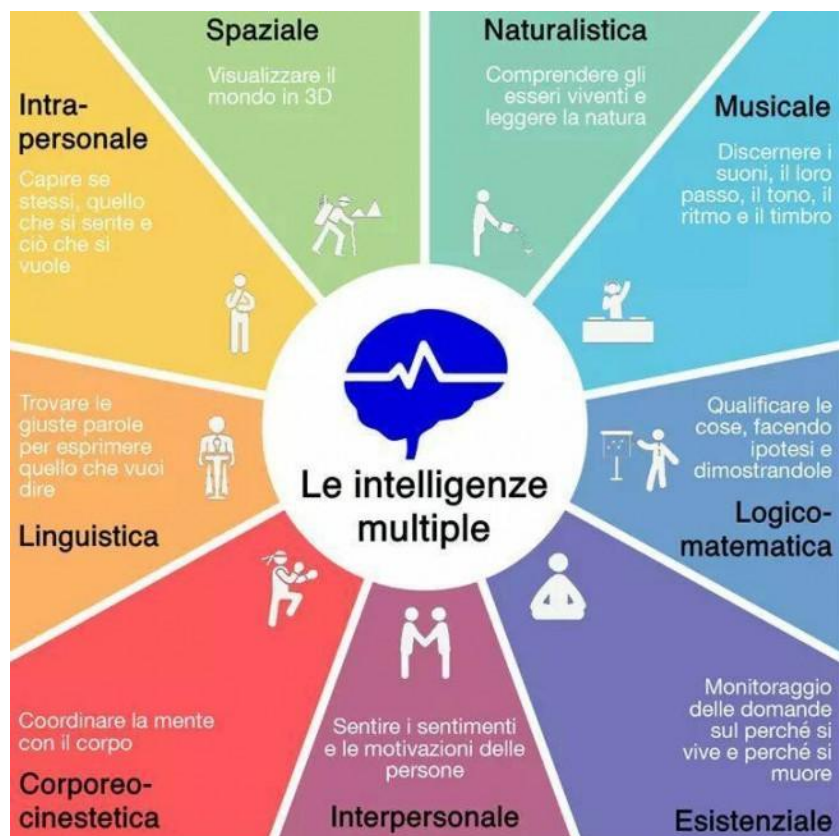 Spaziale
Visualizzare il
mondo in 3D
Naturalistica
Comprendere gli
esseri viventi e
leggere la natura
Musicale
Discernere i
suoni, il loro
passo, il tono, il
ritmo e il timbro
Intra-
personale
Capire se
stessi, quello
che si sente e
ciò che si
vuole
Trovare le
giuste parole
per esprimere
quello che vuoi
dire
Linguistica
Le intelligenze
multiple
Qualificare le
cose, facendo
ipotesi e
dimostrandole
Logico-
matematica
Coordinare la mente
con il corpo
Corporeo-
cinestetica
Sentire i sentimenti
e le motivazioni delle
persone
Interpersonale
Monitoraggio
delle domande
sul perché si
vive e perché si
muore
Esistenziale